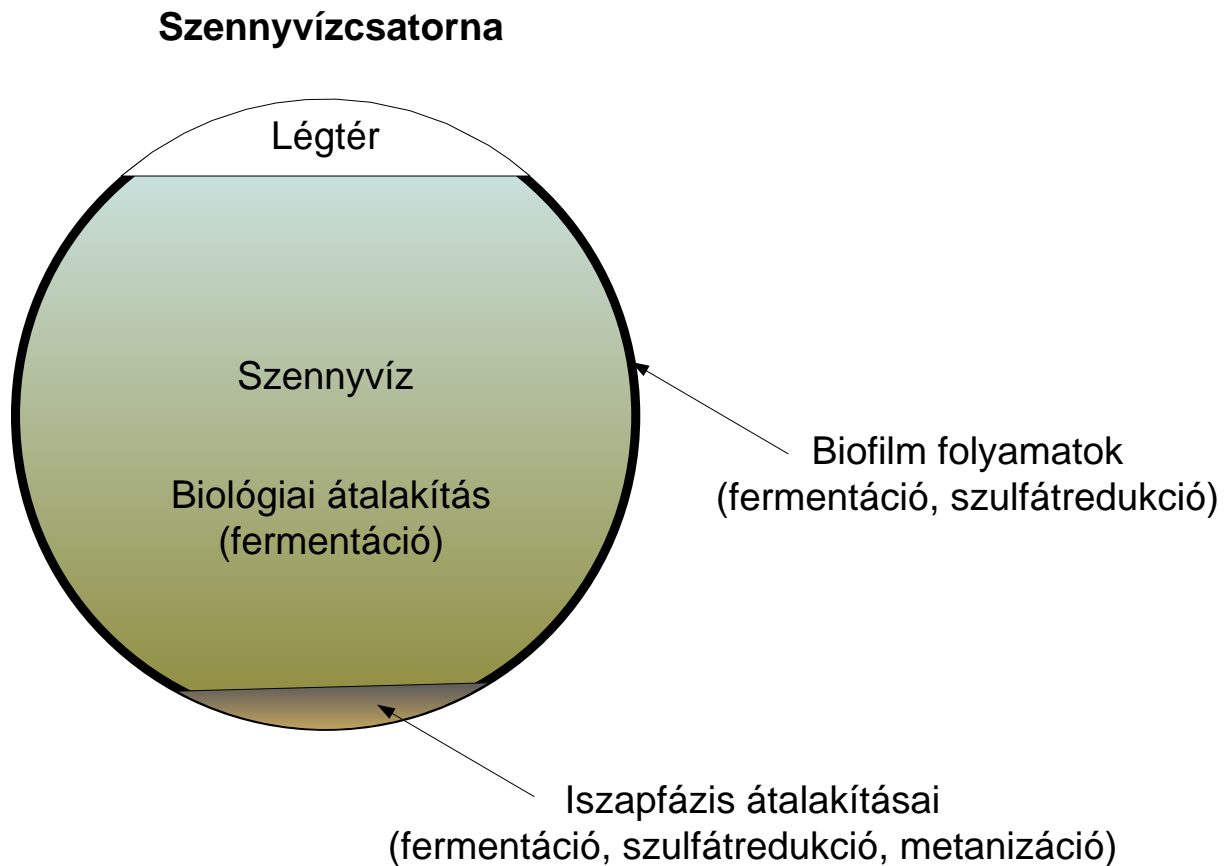 Szennyvízcsatorna
Légtér
Szennyvíz
Biológiai átalakítás
(fermentáció)
Biofilm folyamatok
(fermentáció, szulfátredukció)
Iszapfázis átalakításai
(fermentáció, szulfátredukció, metanizáció)